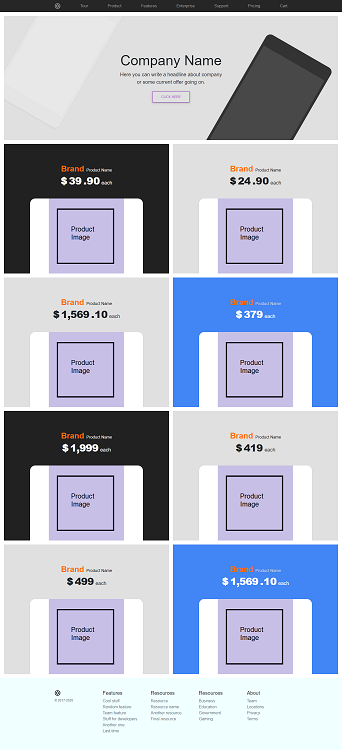 Tour Product Features Enterprise Support Pricing Cart
Company Name
Here you can write a headline about company
or some current offer going on.
CLICK HERE
Brand Product Name
$39.90 each
Product
Image
Brand Product Name
$24.90 each
Product
Image
Brand Product Name
$1,569.10 each
Product
Image
Brand Product Name
$379 each
Product
Image
Brand Product Name
$1,999 each
Product
Image
Brand Product Name
$419 each
Product
Image
Brand Product Name
$499 each
Product
Image
Brand Product Name
$1,569.10 each
Product
Image
© 2017-2020
Features
Cool stuff
Random feature
Team feature
Stuff for developers
Another one
Last time
Resources
Resource
Resource name
Another resource
Final resource
Resources
Business
Education
Government
Gaming
About
Team
Locations
Privacy
Terms